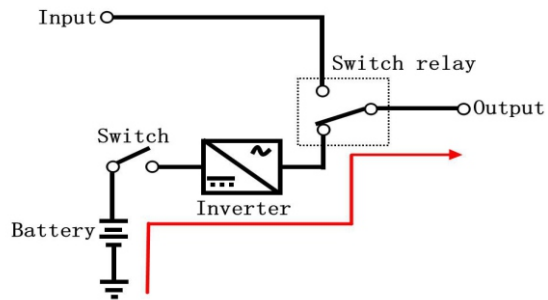 Input
Switch relay
Output
Switch
Inverter
Battery